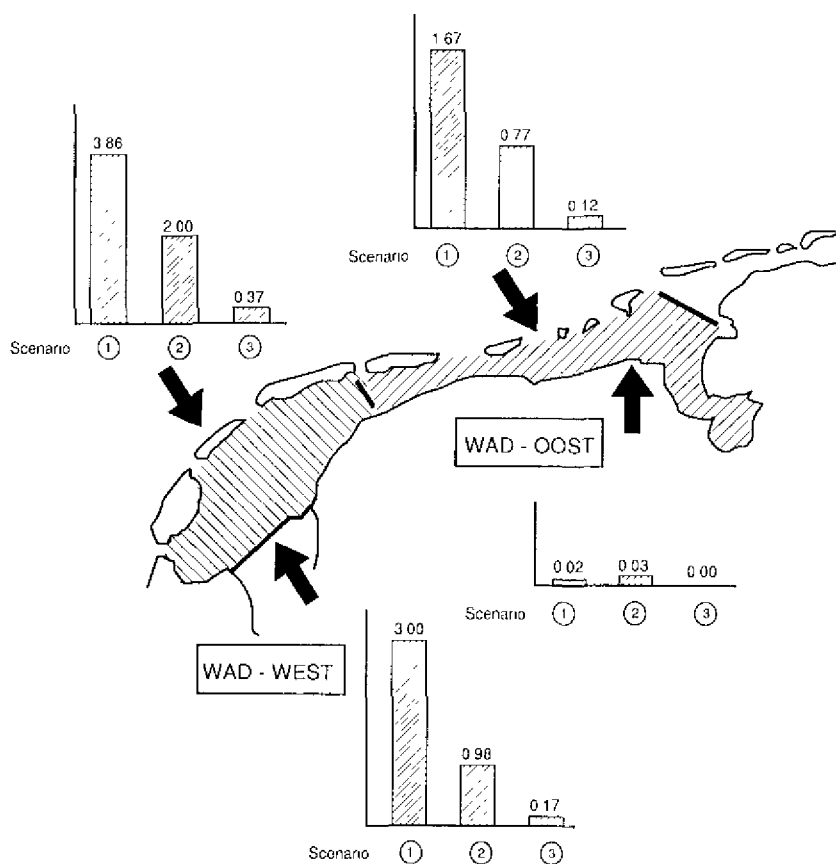 1 67
0 77
0 12
Scenario 1 2 3
3 86
2 00
0 37
Scenario 1 2 3
WAD - OOST
0 02 0 03 0 00
Scenario 1 2 3
WAD - WEST
3 00
0 98
0 17
Scenario 1 2 3